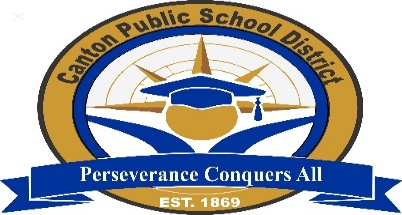 Canton Public School District
Perseverance Conquers All
EST. 1869